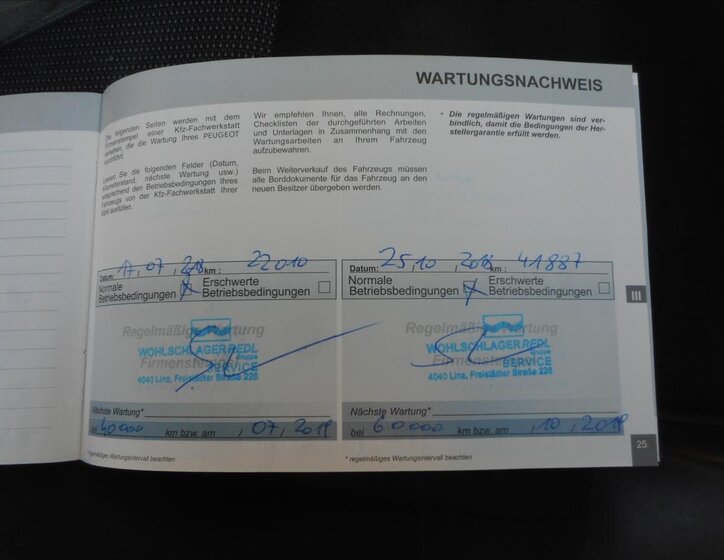 WARTUNGSNACHWEIS
Die folgenden Seiten werden mit dem
Firmenstempel einer Kfz-Fachwerkstatt
versehen, die die Wartung Ihres PEUGEOT
durchführt.
Lassen Sie die folgenden Felder (Datum,
Kilometerstand, nächste Wartung usw.)
entsprechend den Betriebsbedingungen Ihres
Fahrzeugs von der Kfz-Fachwerkstatt Ihrer
Wahl ausfüllen.
Wir empfehlen Ihnen, alle Rechnungen,
Checklisten der durchgeführten Arbeiten
und Unterlagen in Zusammenhang mit den
Wartungsarbeiten an Ihrem Fahrzeug
aufzubewahren.
Beim Weiterverkauf des Fahrzeugs müssen
alle Borddokumente für das Fahrzeug an den
neuen Besitzer übergeben werden.
* Die regelmäßigen Wartungen sind ver-
bindlich, damit die Bedingungen der Her-
stellergarantie erfüllt werden.
Datum: 17, 07, 2018 km: 22010
Normale Betriebsbedingungen X
Erschwerte Betriebsbedingungen
Regelmäßige Wartung
WOHLSCHLAGER REDL
SERVICE
Firmenstempel
4040 Linz, Freistädter Straße 226
Nächste Wartung*
bei 40000 km bzw. am , 07, 2019
* regelmäßiges Wartungsintervall beachten
Datum: 25, 10, 2018 km: 41887
Normale Betriebsbedingungen X
Erschwerte Betriebsbedingungen
Regelmäßige Wartung
WOHLSCHLAGER REDL
SERVICE
Firmenstempel
4040 Linz, Freistädter Straße 226
Nächste Wartung*
bei 60000 km bzw. am , 10, 2019
* regelmäßiges Wartungsintervall beachten
III
25